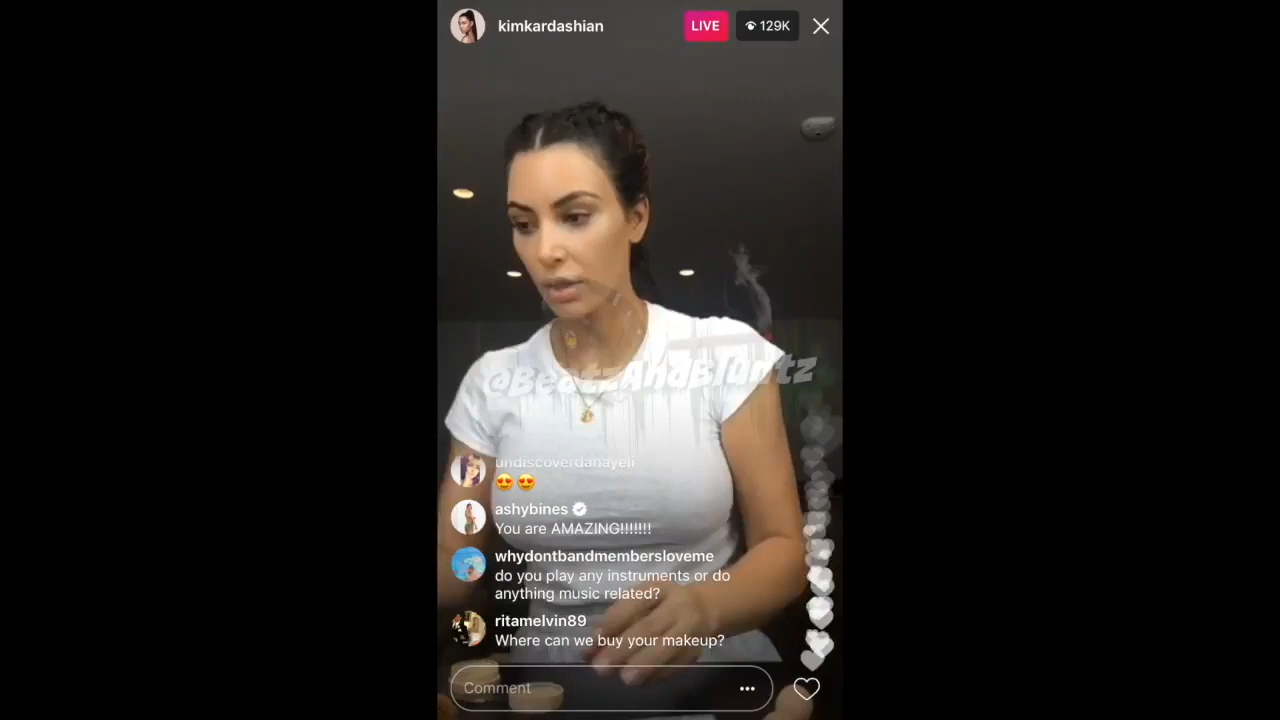 kimkardashian
LIVE
129K
@BeatzAndBluntz
undiscoverdanayeli
😍 😍
ashybines
You are AMAZING!!!!!!!
whydontbandmembersloveme
do you play any instruments or do
anything music related?
ritamelvin89
Where can we buy your makeup?
Comment